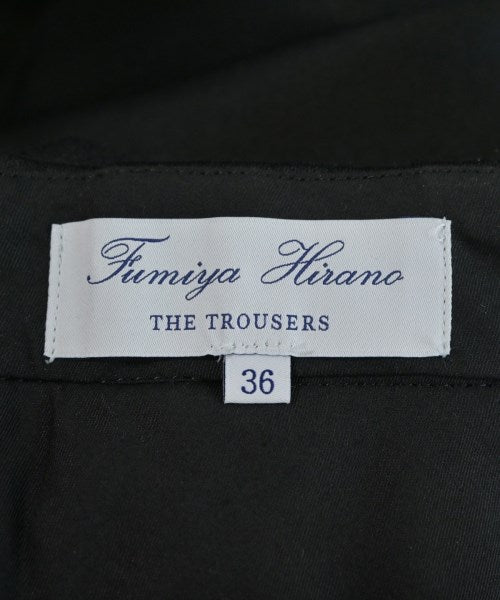 Fumiya Hirano
THE TROUSERS
36